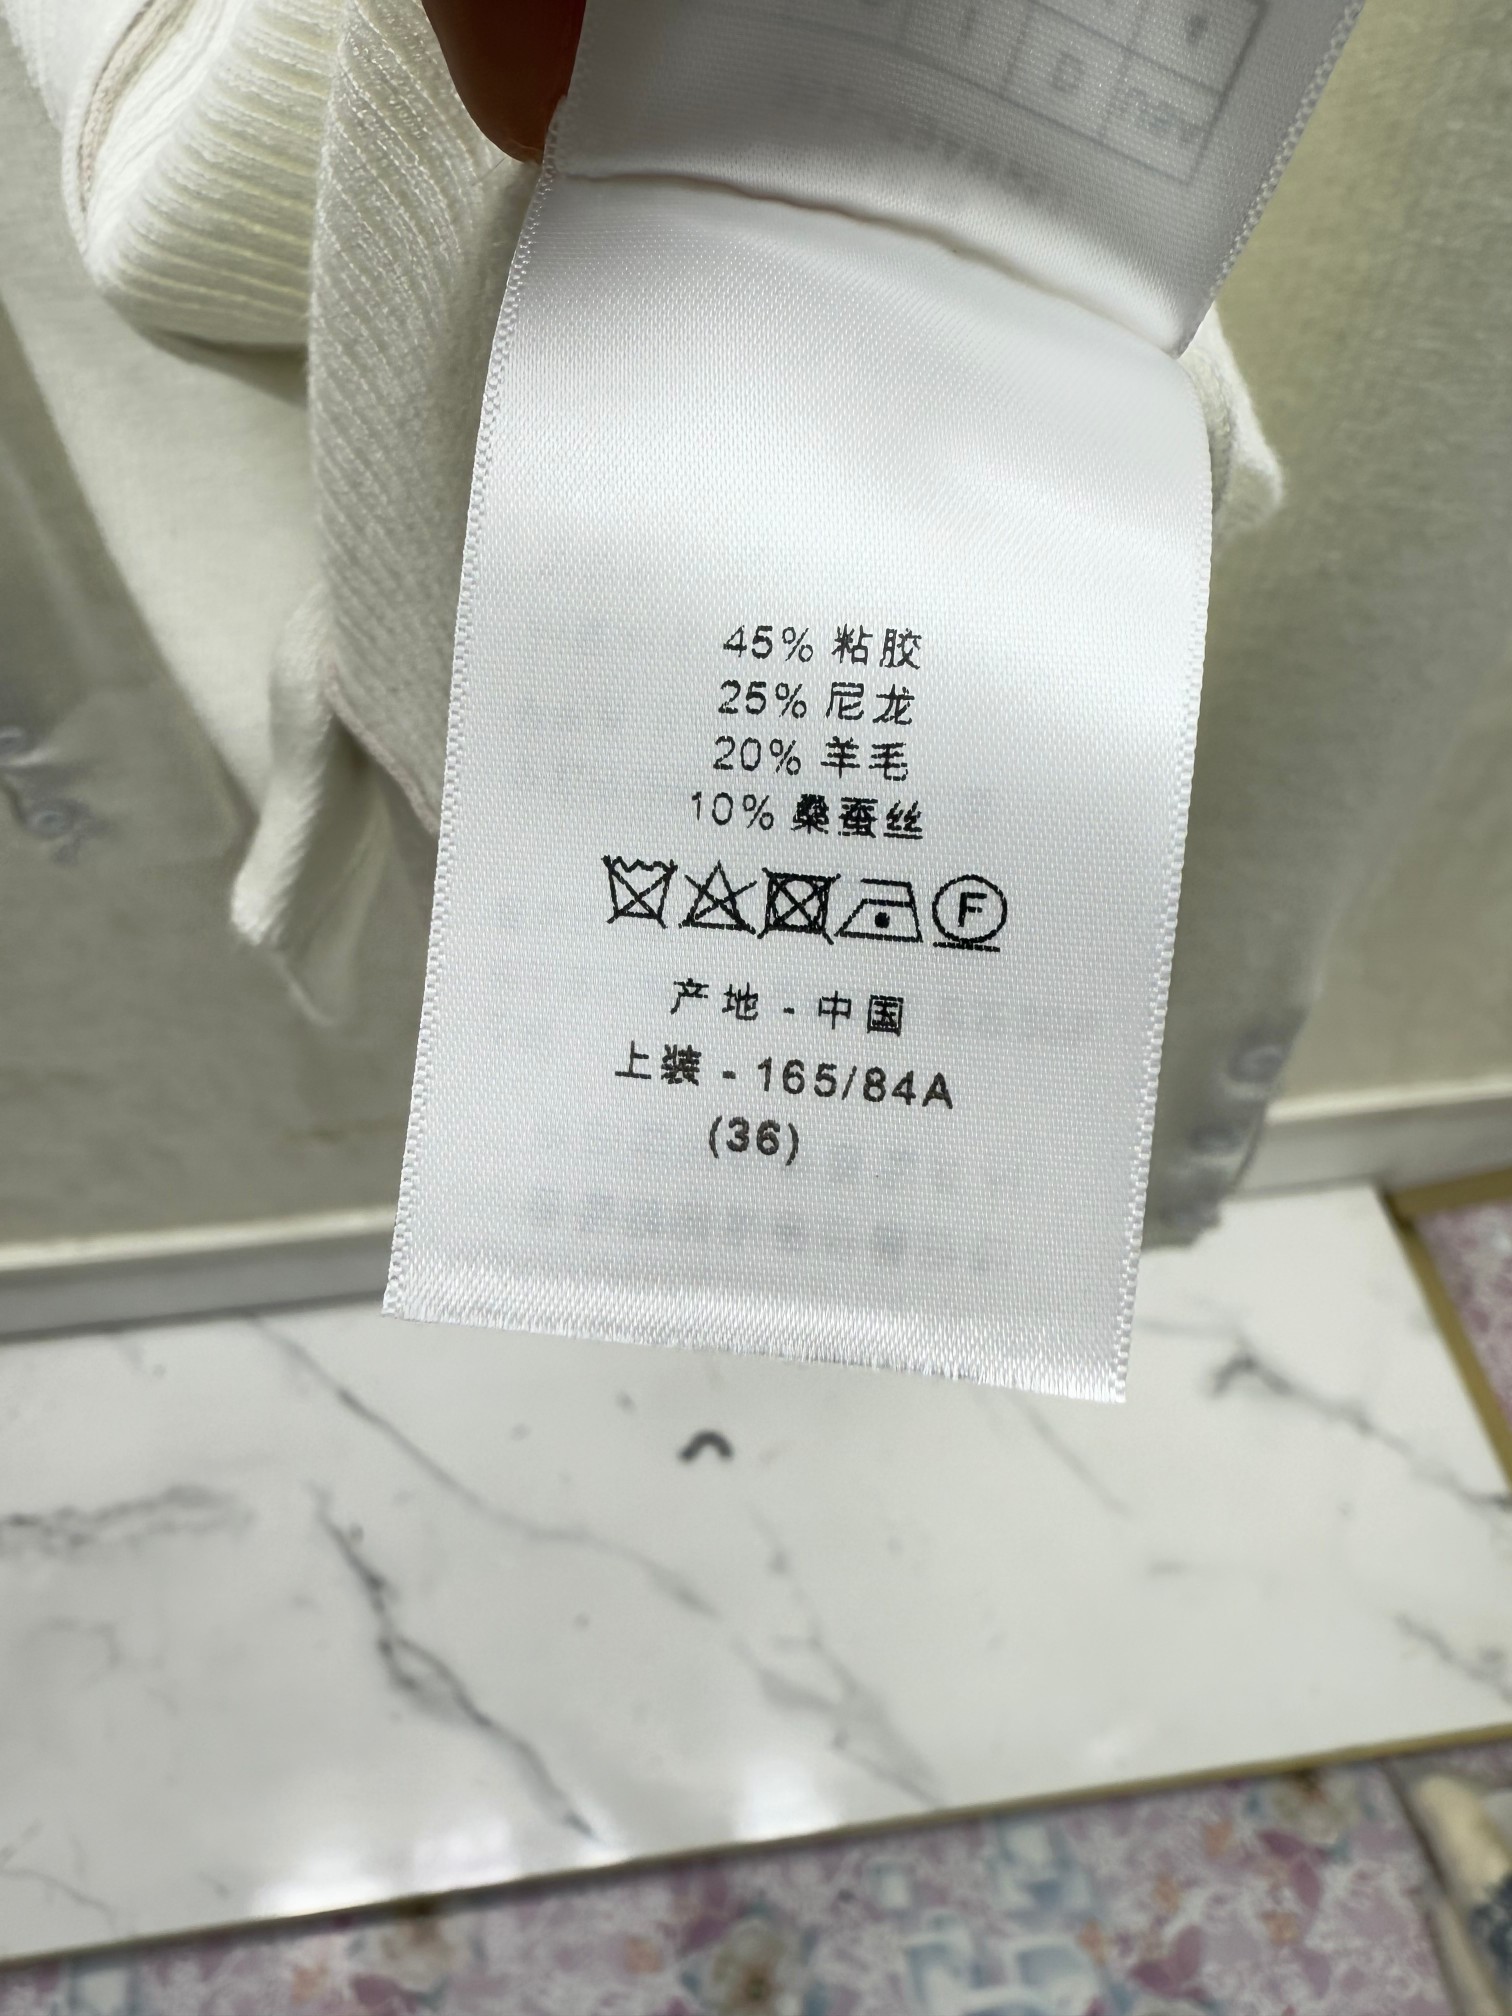 45% 粘胶
25% 尼龙
20% 羊毛
10% 桑蚕丝
F
产地 - 中国
上装 - 165/84A
(36)